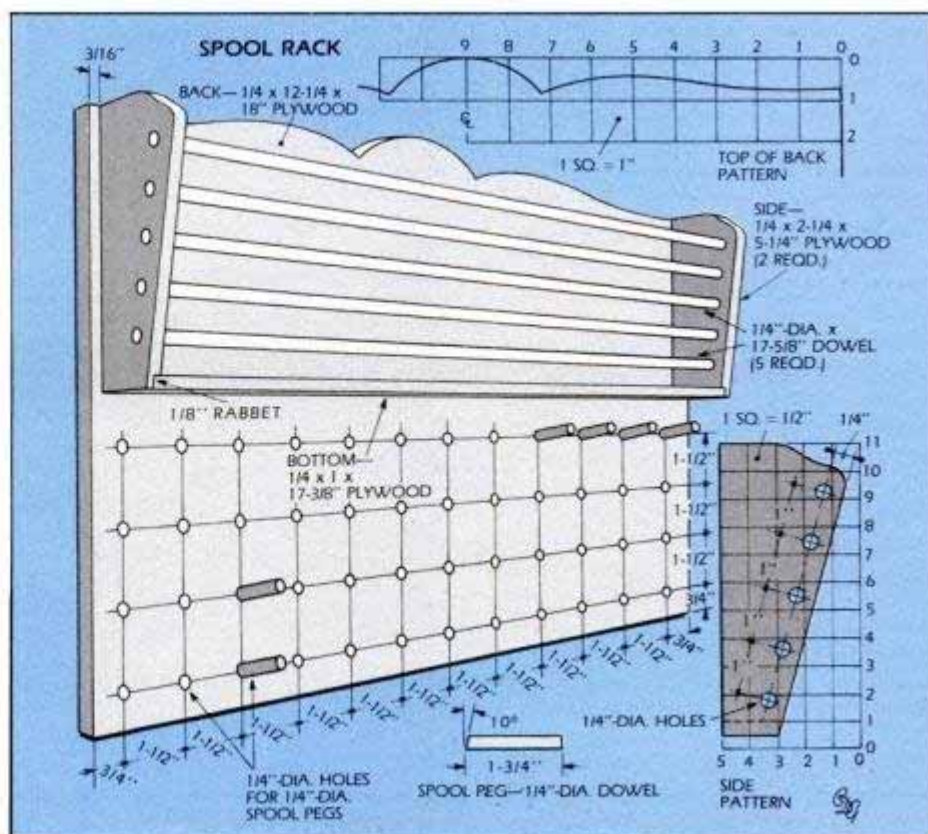 SPOOL RACK
3/16"
BACK—1/4 x 12-1/4 x
18" PLYWOOD
9 8 7 6 5 4 3 2 1 0
0
1
2
1 SQ. = 1"
TOP OF BACK
PATTERN
SIDE—
1/4 x 2-1/4 x
5-1/4" PLYWOOD
(2 REQD.)
1/4"-DIA. x
17-5/8" DOWEL
(5 REQD.)
1/8" RABBET
BOTTOM—
1/4 x 1 x
17-3/8" PLYWOOD
1-1/2"
1-1/2"
1-1/2"
3/4"
3/4"
1-1/2"
1-1/2"
1-1/2"
1-1/2"
1-1/2"
1-1/2"
1-1/2"
1-1/2"
1-1/2"
1-1/2"
1-1/2"
3/4"
1/4"-DIA. HOLES
FOR 1/4"-DIA.
SPOOL PEGS
10°
1-3/4"
SPOOL PEG—1/4"-DIA. DOWEL
1 SQ. = 1/2"
1/4"
11
10
9
8
7
6
5
4
3
2
1
0
1"
1"
1"
1"
1/4"-DIA. HOLES
5 4 3 2 1 0
SIDE
PATTERN